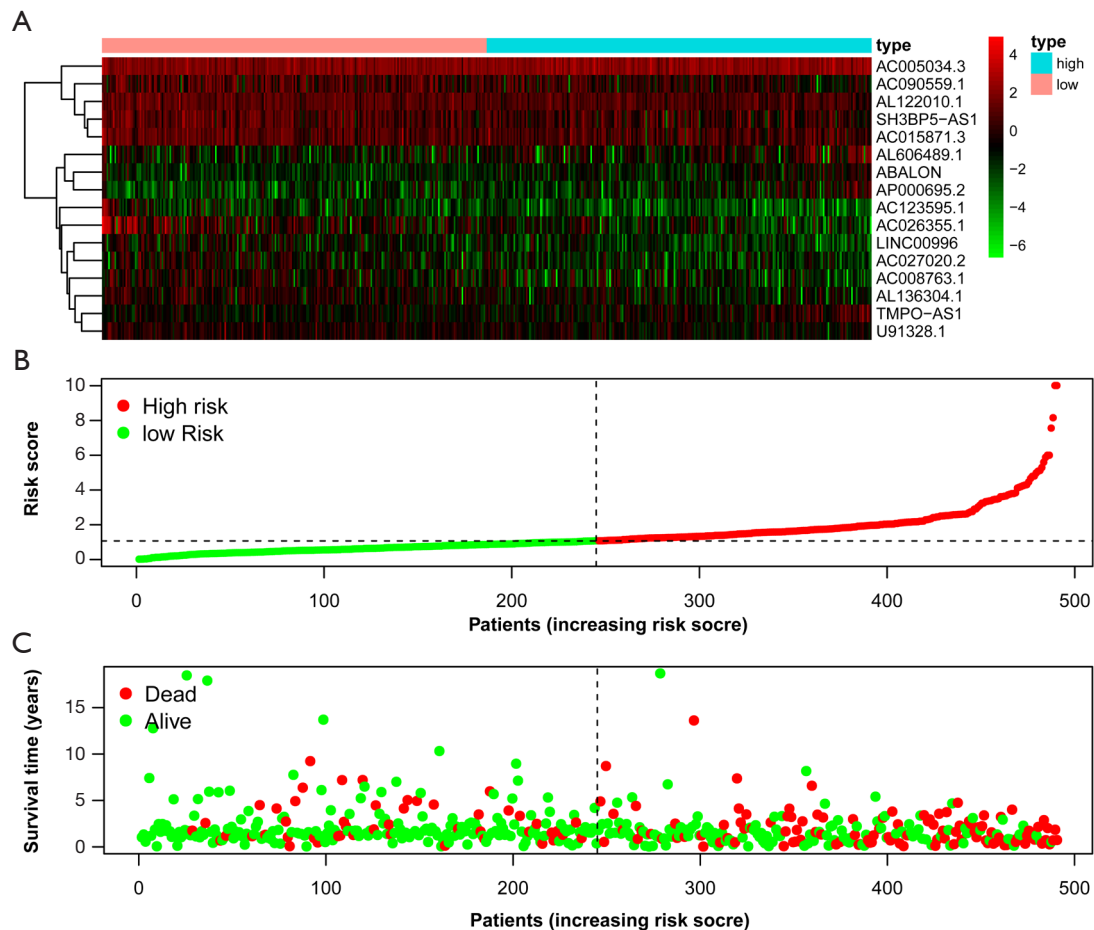 A
type
AC005034.3
AC090559.1
AL122010.1
SH3BP5−AS1
AC015871.3
AL606489.1
ABALON
AP000695.2
AC123595.1
AC026355.1
LINC00996
AC027020.2
AC008763.1
AL136304.1
TMPO−AS1
U91328.1
4
2
0
−2
−4
−6
type
high
low
B
Risk score
10
8
6
4
2
0
High risk
low Risk
0 100 200 300 400 500
Patients (increasing risk socre)
C
Survival time (years)
15
10
5
0
Dead
Alive
0 100 200 300 400 500
Patients (increasing risk socre)